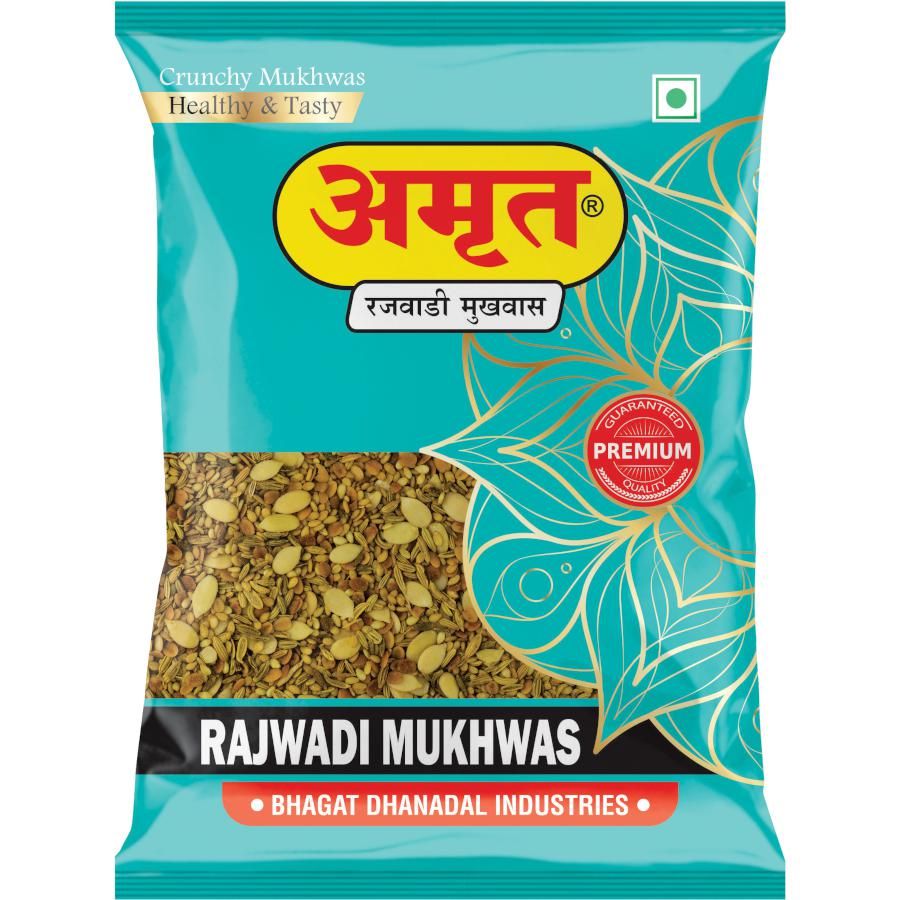 Crunchy Mukhwas
Healthy & Tasty
अमृत®
रजवाडी मुखवास
GUARANTEED
PREMIUM
QUALITY
RAJWADI MUKHWAS
• BHAGAT DHANADAL INDUSTRIES •